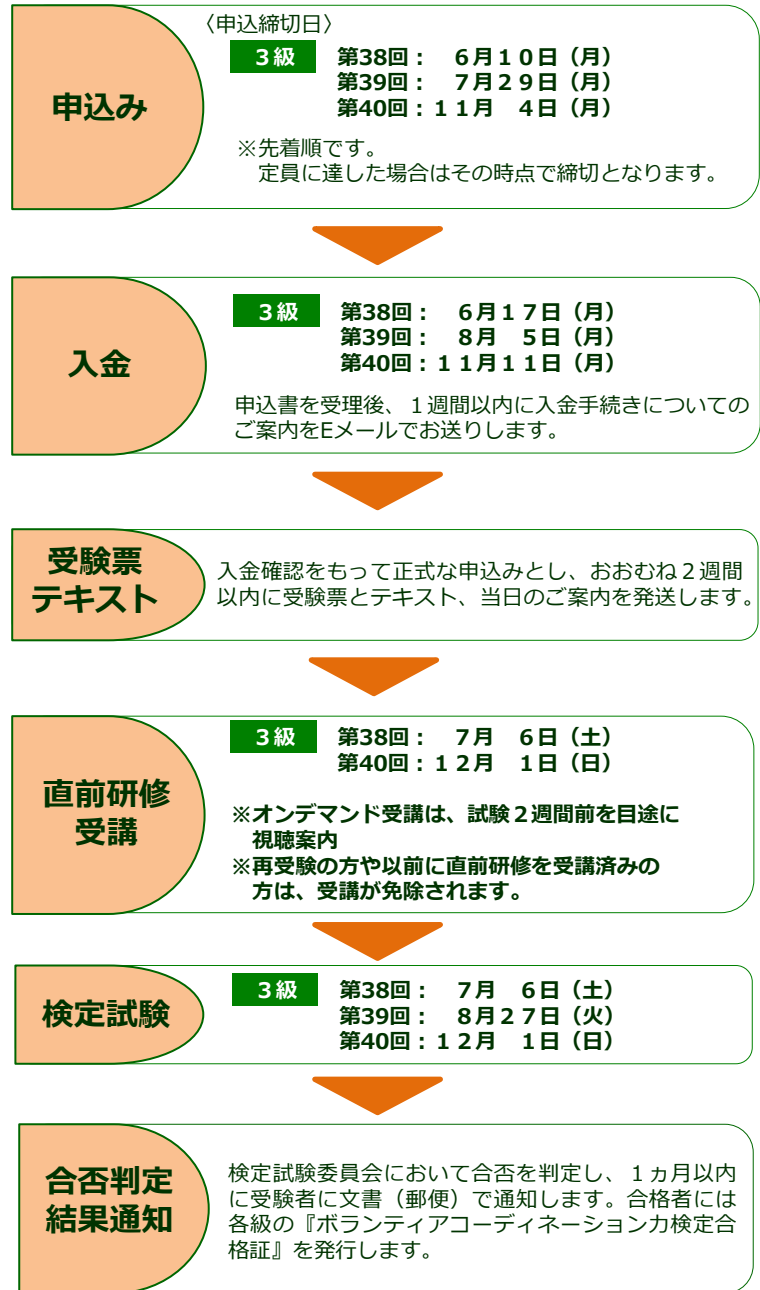 〈申込締切日〉
申込み
3級 第38回： 6月10日（月）
第39回： 7月29日（月）
第40回：11月 4日（月）
※先着順です。
定員に達した場合はその時点で締切となります。
入金
3級 第38回： 6月17日（月）
第39回： 8月 5日（月）
第40回：11月11日（月）
申込書を受理後、1週間以内に入金手続きについての
ご案内をEメールでお送りします。
受験票
テキスト
入金確認をもって正式な申込みとし、おおむね2週間
以内に受験票とテキスト、当日のご案内を発送します。
直前研修
受講
3級 第38回： 7月 6日（土）
第40回：12月 1日（日）
※オンデマンド受講は、試験2週間前を目途に
視聴案内
※再受験の方や以前に直前研修を受講済みの
方は、受講が免除されます。
検定試験
3級 第38回： 7月 6日（土）
第39回： 8月27日（火）
第40回：12月 1日（日）
合否判定
結果通知
検定試験委員会において合否を判定し、1ヵ月以内
に受験者に文書（郵便）で通知します。合格者には
各級の『ボランティアコーディネーション力検定合
格証』を発行します。